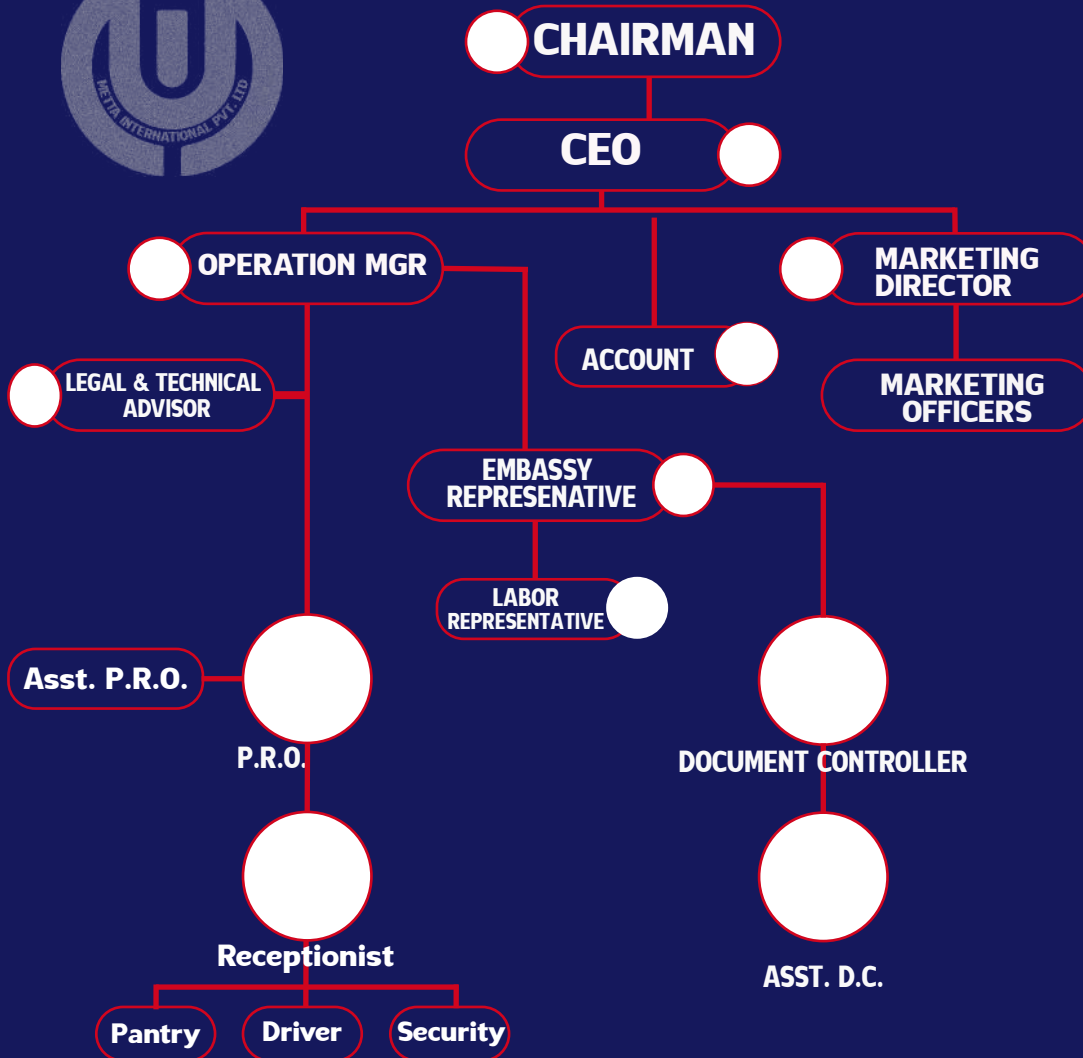 METTA INTERNATIONAL PVT. LTD
CHAIRMAN
CEO
OPERATION MGR
MARKETING
DIRECTOR
ACCOUNT
LEGAL & TECHNICAL
ADVISOR
MARKETING
OFFICERS
EMBASSY
REPRESENATIVE
LABOR
REPRESENTATIVE
Asst. P.R.O.
P.R.O.
DOCUMENT CONTROLLER
Receptionist
ASST. D.C.
Pantry
Driver
Security